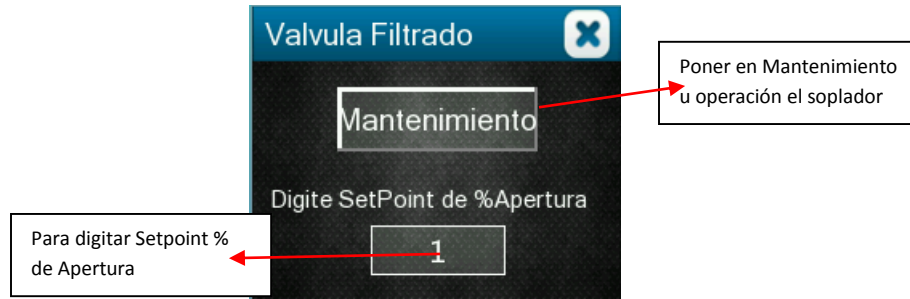 Valvula Filtrado
Poner en Mantenimiento
u operación el soplador
Mantenimiento
Digite SetPoint de %Apertura
Para digitar Setpoint %
de Apertura
1